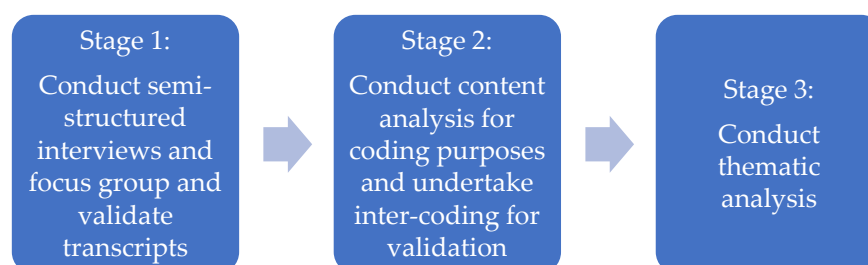 Stage 1:
Conduct semi-
structured
interviews and
focus group and
validate
transcripts
Stage 2:
Conduct content
analysis for
coding purposes
and undertake
inter-coding for
validation
Stage 3:
Conduct
thematic
analysis